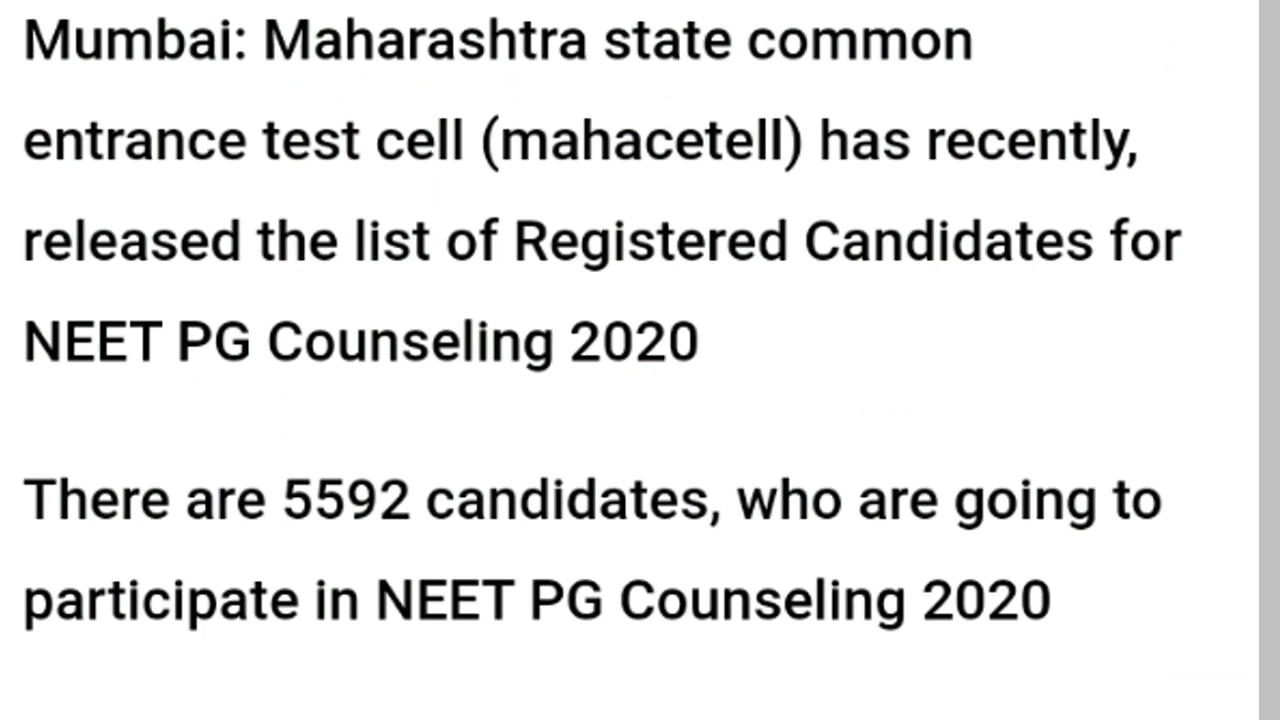 Mumbai: Maharashtra state common
entrance test cell (mahacetell) has recently,
released the list of Registered Candidates for
NEET PG Counseling 2020
There are 5592 candidates, who are going to
participate in NEET PG Counseling 2020